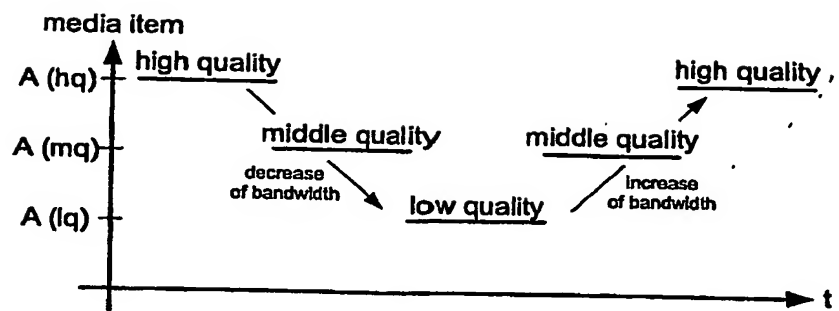 media item
high quality
high quality
A (hq)
A (mq)
middle quality
middle quality
decrease
of bandwidth
increase
of bandwidth
A (lq)
low quality
t